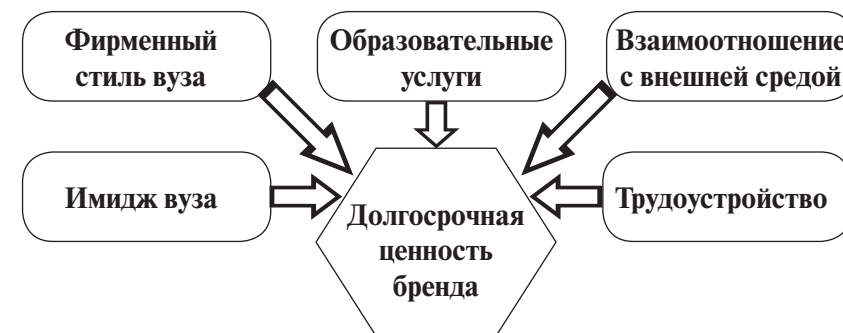 Фирменный
стиль вуза
Образовательные
услуги
Взаимоотношение
с внешней средой
Имидж вуза
Долгосрочная
ценность
бренда
Трудоустройство